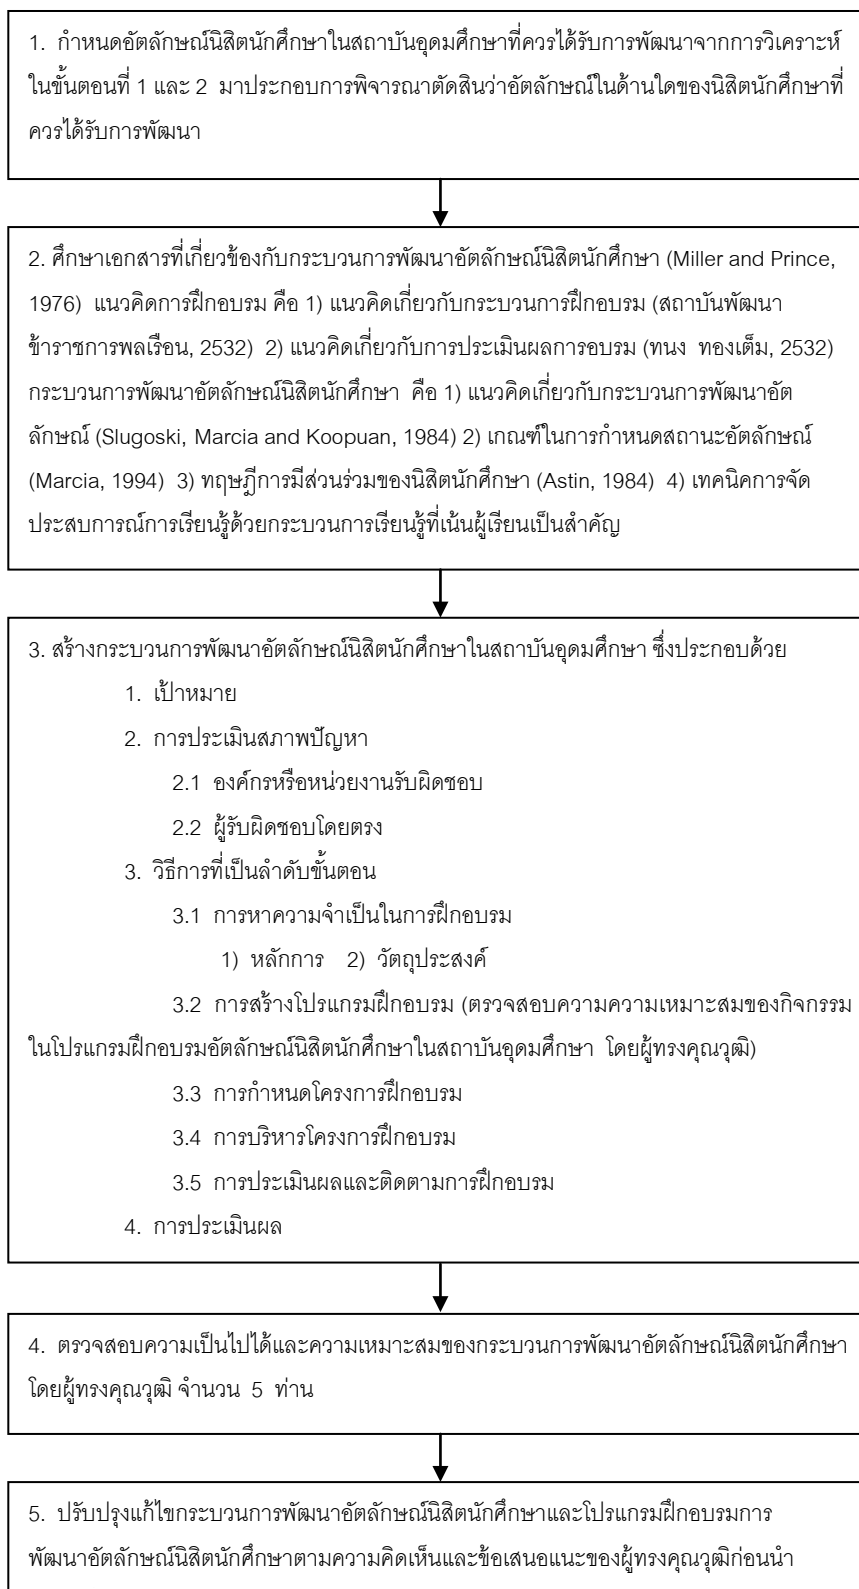 1. กำหนดอัตลักษณ์นิสิตนักศึกษาในสถาบันอุดมศึกษาที่ควรได้รับการพัฒนาจากการวิเคราะห์
ในขั้นตอนที่ 1 และ 2 มาประกอบการพิจารณาตัดสินว่าอัตลักษณ์ในด้านใดของนิสิตนักศึกษาที่
ควรได้รับการพัฒนา
2. ศึกษาเอกสารที่เกี่ยวข้องกับกระบวนการพัฒนาอัตลักษณ์นิสิตนักศึกษา (Miller and Prince,
1976) แนวคิดการฝึกอบรม คือ 1) แนวคิดเกี่ยวกับกระบวนการฝึกอบรม (สถาบันพัฒนา
ข้าราชการพลเรือน, 2532) 2) แนวคิดเกี่ยวกับการประเมินผลการอบรม (ทนง ทองเต็ม, 2532)
กระบวนการพัฒนาอัตลักษณ์นิสิตนักศึกษา คือ 1) แนวคิดเกี่ยวกับกระบวนการพัฒนาอัต
ลักษณ์ (Slugoski, Marcia and Koopuan, 1984) 2) เกณฑ์ในการกำหนดสถานะอัตลักษณ์
(Marcia, 1994) 3) ทฤษฎีการมีส่วนร่วมของนิสิตนักศึกษา (Astin, 1984) 4) เทคนิคการจัด
ประสบการณ์การเรียนรู้ด้วยกระบวนการเรียนรู้ที่เน้นผู้เรียนเป็นสำคัญ
3. สร้างกระบวนการพัฒนาอัตลักษณ์นิสิตนักศึกษาในสถาบันอุดมศึกษา ซึ่งประกอบด้วย
1. เป้าหมาย
2. การประเมินสภาพปัญหา
2.1 องค์กรหรือหน่วยงานรับผิดชอบ
2.2 ผู้รับผิดชอบโดยตรง
3. วิธีการที่เป็นลำดับขั้นตอน
3.1 การหาความจำเป็นในการฝึกอบรม
1) หลักการ 2) วัตถุประสงค์
3.2 การสร้างโปรแกรมฝึกอบรม (ตรวจสอบความความเหมาะสมของกิจกรรม
ในโปรแกรมฝึกอบรมอัตลักษณ์นิสิตนักศึกษาในสถาบันอุดมศึกษา โดยผู้ทรงคุณวุฒิ)
3.3 การกำหนดโครงการฝึกอบรม
3.4 การบริหารโครงการฝึกอบรม
3.5 การประเมินผลและติดตามการฝึกอบรม
4. การประเมินผล
4. ตรวจสอบความเป็นไปได้และความเหมาะสมของกระบวนการพัฒนาอัตลักษณ์นิสิตนักศึกษา
โดยผู้ทรงคุณวุฒิ จำนวน 5 ท่าน
5. ปรับปรุงแก้ไขกระบวนการพัฒนาอัตลักษณ์นิสิตนักศึกษาและโปรแกรมฝึกอบรมการ
พัฒนาอัตลักษณ์นิสิตนักศึกษาตามความคิดเห็นและข้อเสนอแนะของผู้ทรงคุณวุฒิก่อนนำ